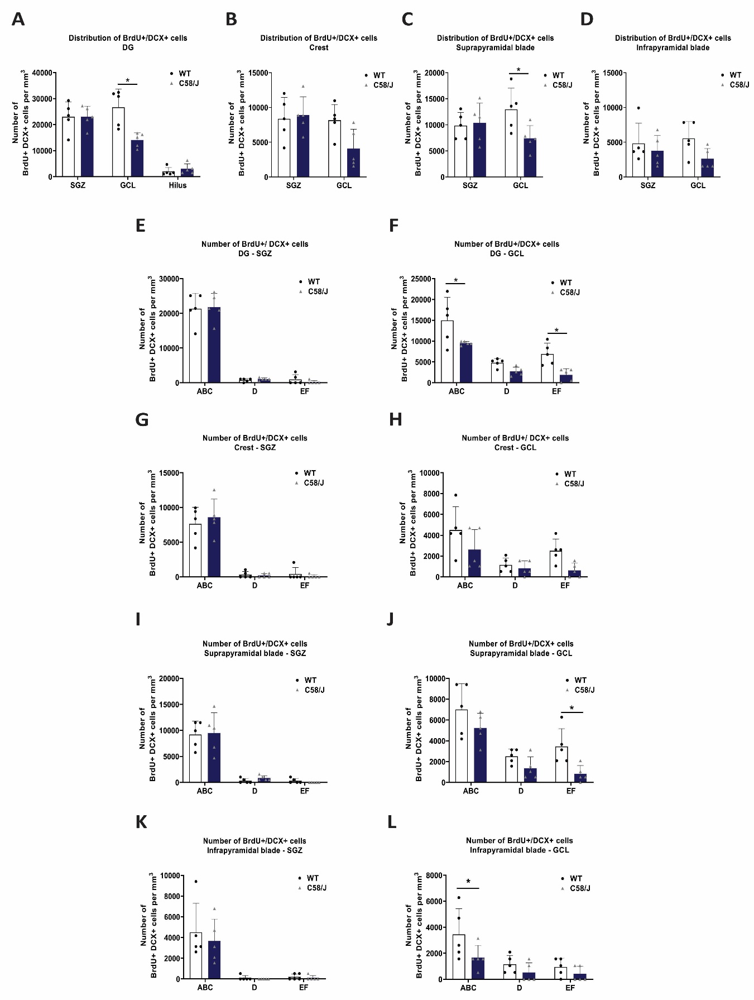 A
Distribution of BrdU+/DCX+ cells
DG
Number of
BrdU+ DCX+ cells per mm3
40000
30000
20000
10000
0
*
WT
C58/J
SGZ
GCL
Hilus
B
Distribution of BrdU+/DCX+ cells
Crest
Number of
BrdU+ DCX+ cells per mm3
15000
10000
5000
0
WT
C58/J
SGZ
GCL
C
Distribution of BrdU+/DCX+ cells
Suprapyramidal blade
Number of
BrdU+ DCX+ cells per mm3
20000
15000
10000
5000
0
*
WT
C58/J
SGZ
GCL
D
Distribution of BrdU+/DCX+ cells
Infrapyramidal blade
Number of
BrdU+ DCX+ cells per mm3
15000
10000
5000
0
WT
C58/J
SGZ
GCL
E
Number of BrdU+/ DCX+ cells
DG - SGZ
Number of
BrdU+ DCX+ cells per mm3
30000
20000
10000
0
WT
C58/J
ABC
D
EF
F
Number of BrdU+/DCX+ cells
DG - GCL
Number of
BrdU+ DCX+ cells per mm3
25000
20000
15000
10000
5000
0
*
*
WT
C58/J
ABC
D
EF
G
Number of BrdU+/DCX+ cells
Crest - SGZ
Number of
BrdU+ DCX+ cells per mm3
15000
10000
5000
0
WT
C58/J
ABC
D
EF
H
Number of BrdU+/ DCX+ cells
Crest - GCL
Number of
BrdU+ DCX+ cells per mm3
10000
8000
6000
4000
2000
0
WT
C58/J
ABC
D
EF
I
Number of BrdU+/DCX+ cells
Suprapyramidal blade - SGZ
Number of
BrdU+ DCX+ cells per mm3
20000
15000
10000
5000
0
WT
C58/J
ABC
D
EF
J
Number of BrdU+/DCX+ cells
Suprapyramidal blade - GCL
Number of
BrdU+ DCX+ cells per mm3
10000
8000
6000
4000
2000
0
*
WT
C58/J
ABC
D
EF
K
Number of BrdU+/DCX+ cells
Infrapyramidal blade - SGZ
Number of
BrdU+ DCX+ cells per mm3
10000
8000
6000
4000
2000
0
WT
C58/J
ABC
D
EF
L
Number of BrdU+/DCX+ cells
Infrapyramidal blade - GCL
Number of
BrdU+ DCX+ cells per mm3
8000
6000
4000
2000
0
*
WT
C58/J
ABC
D
EF